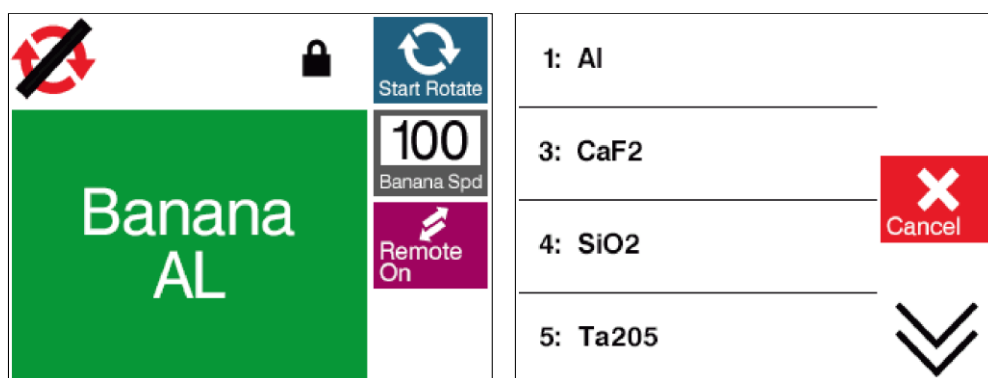 Start Rotate
100
Banana Spd
Banana
AL
Remote
On
1: Al
3: CaF2
4: SiO2
5: Ta205
Cancel